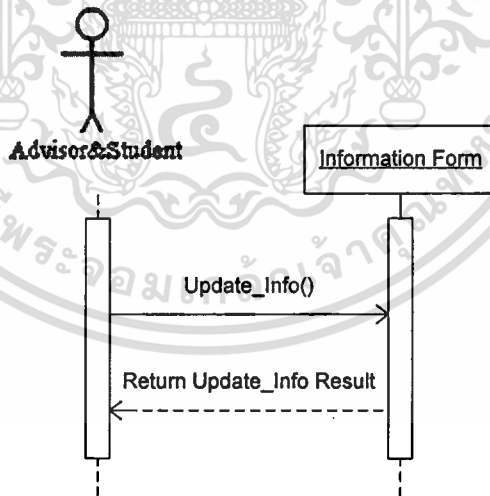 Advisor&Student
Information Form
Update_Info()
Return Update_Info Result